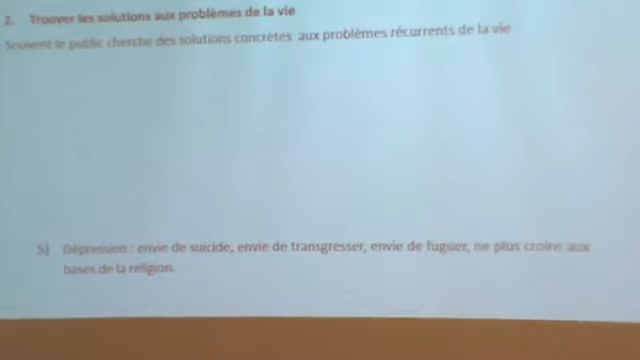 2. Trouver les solutions aux problèmes de la vie
Souvent le public cherche des solutions concrètes aux problèmes récurrents de la vie
5) Dépression : envie de suicide, envie de transgresser, envie de fuguer, ne plus croire aux
bases de la religion.